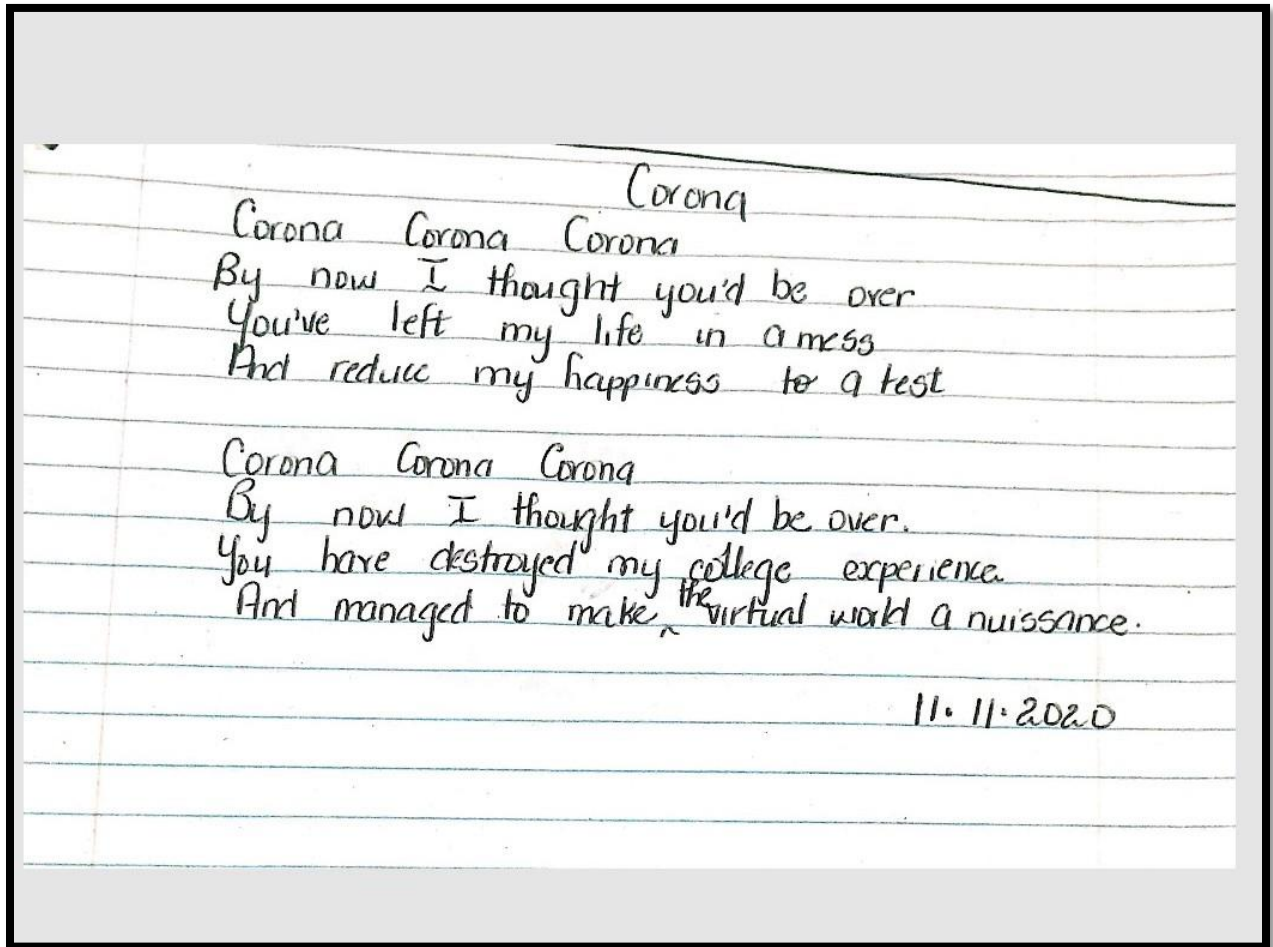 Corona
Corona Corona Corona
By now I thought you'd be over
You've left my life in a mess
And reduce my happiness to a test
Corona Corona Corona
By now I thought you'd be over.
You have destroyed my college experience
And managed to make the virtual world a nuissance.
11.11.2020